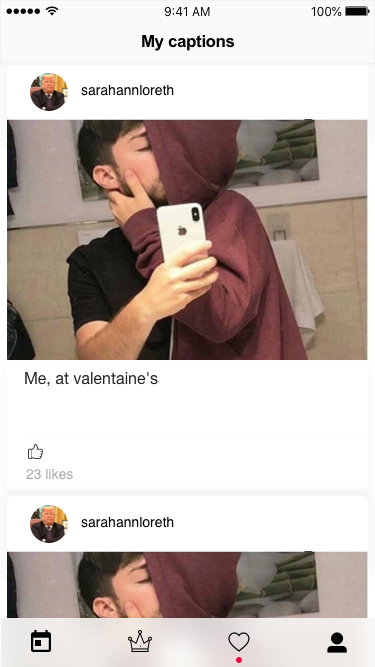 9:41 AM
100%
My captions
sarahannloreth
Me, at valentaine's
23 likes
sarahannloreth